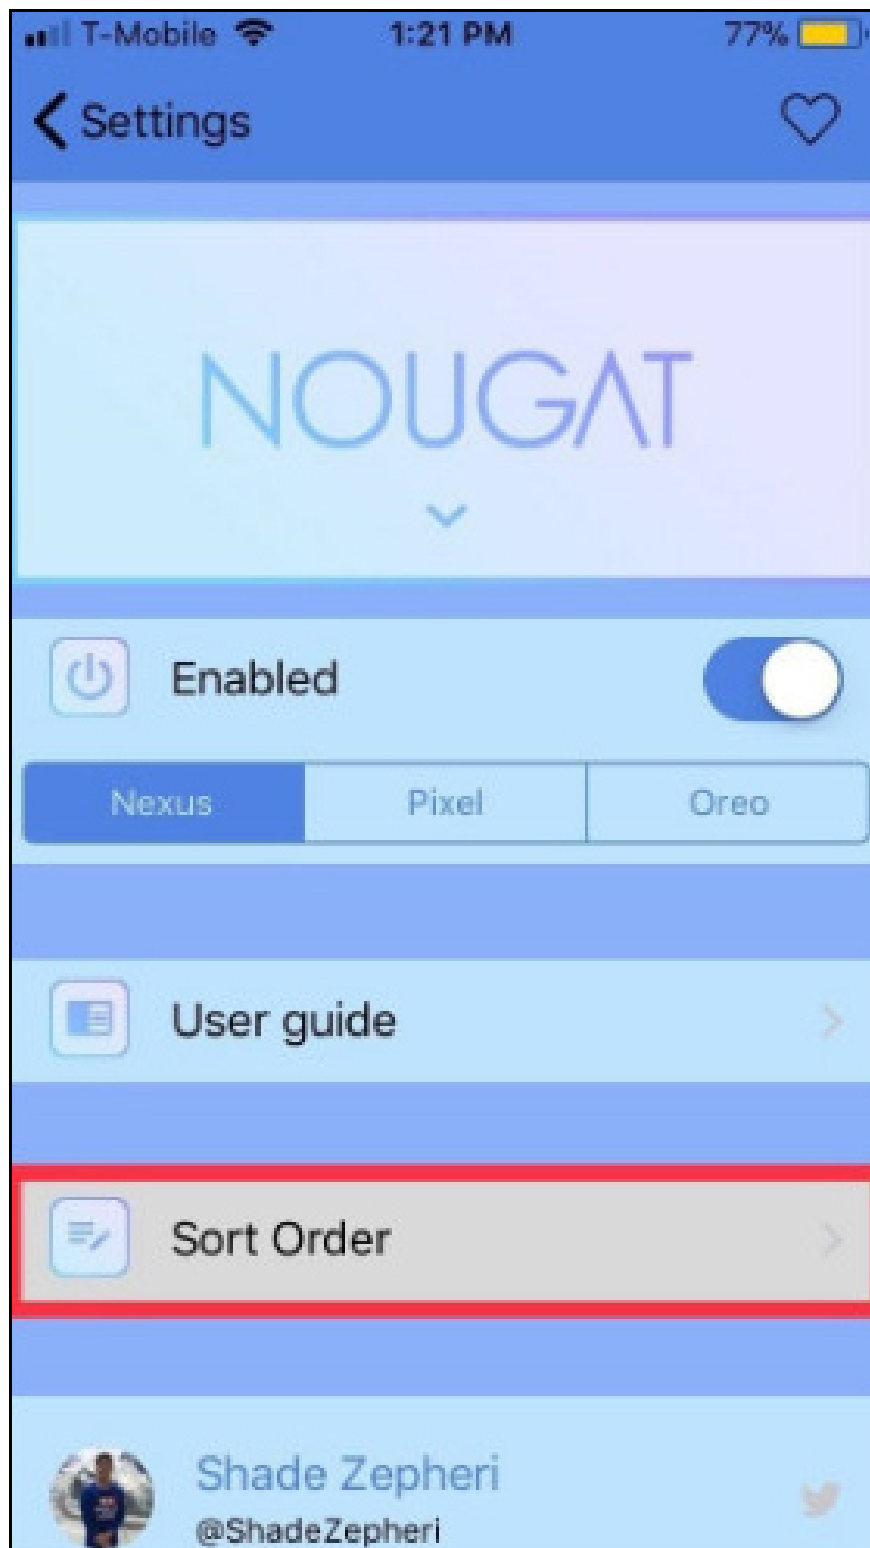 T-Mobile 1:21 PM 77%
Settings
NOUGAT
Enabled
Nexus Pixel Oreo
User guide
Sort Order
Shade Zepheri
@ShadeZepheri